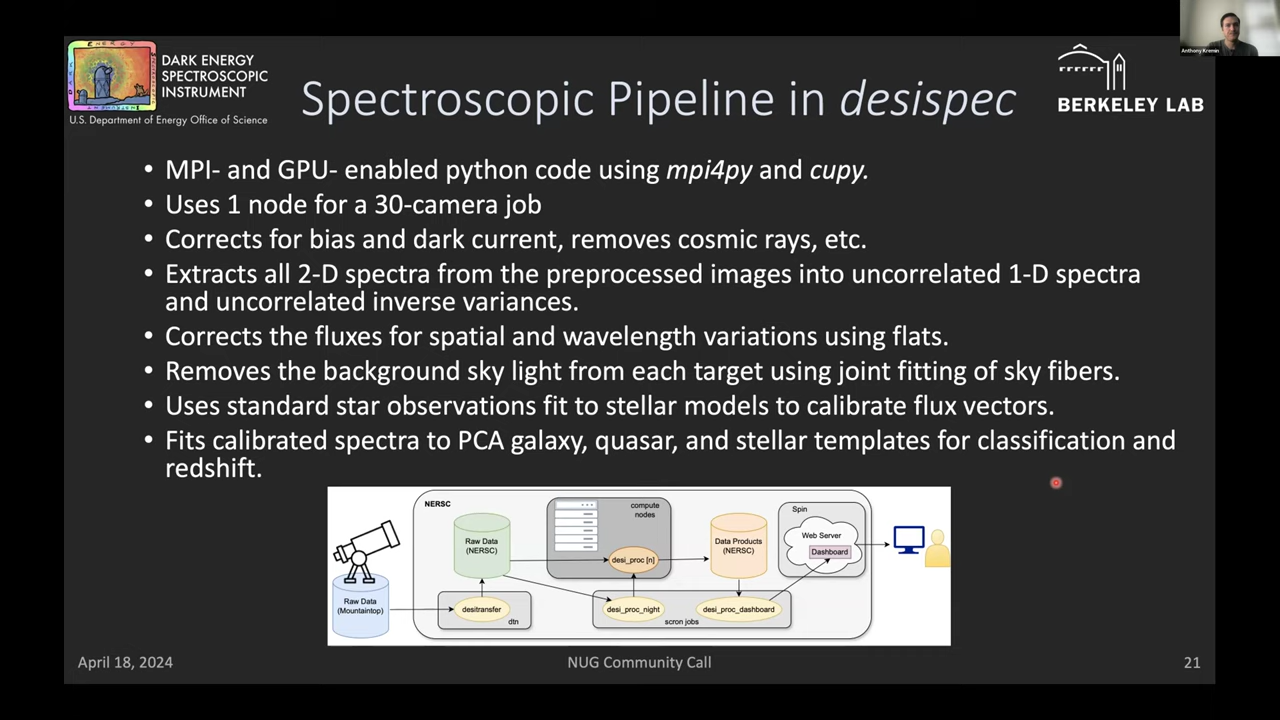 Anthony Kremin
DARK ENERGY
SPECTROSCOPIC
INSTRUMENT
U.S. Department of Energy Office of Science
Spectroscopic Pipeline in desispec
BERKELEY LAB
• MPI- and GPU- enabled python code using mpi4py and cupy.
• Uses 1 node for a 30-camera job
• Corrects for bias and dark current, removes cosmic rays, etc.
• Extracts all 2-D spectra from the preprocessed images into uncorrelated 1-D spectra
and uncorrelated inverse variances.
• Corrects the fluxes for spatial and wavelength variations using flats.
• Removes the background sky light from each target using joint fitting of sky fibers.
• Uses standard star observations fit to stellar models to calibrate flux vectors.
• Fits calibrated spectra to PCA galaxy, quasar, and stellar templates for classification and
redshift.
NERSC
Raw Data
(NERSC)
compute
nodes
desi_proc [n]
Data Products
(NERSC)
Spin
Web Server
Dashboard
Raw Data
(Mountaintop)
desitransfer
dtn
desi_proc_night
desi_proc_dashboard
scron jobs
April 18, 2024
NUG Community Call
21